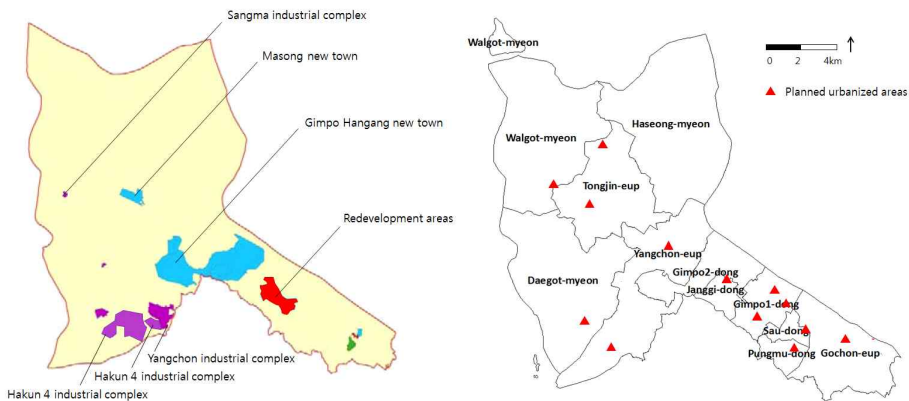 Sangma industrial complex
Masong new town
Gimpo Hangang new town
Redevelopment areas
Yangchon industrial complex
Hakun 4 industrial complex
Hakun 4 industrial complex
Walgot-myeon
0 2 4km
Planned urbanized areas
Walgot-myeon
Haseong-myeon
Tongjin-eup
Yangchon-eup
Daegot-myeon
Gimpo2-dong
Janggi-dong
Gimpo1-dong
Sau-dong
Pungmu-dong
Gochon-eup